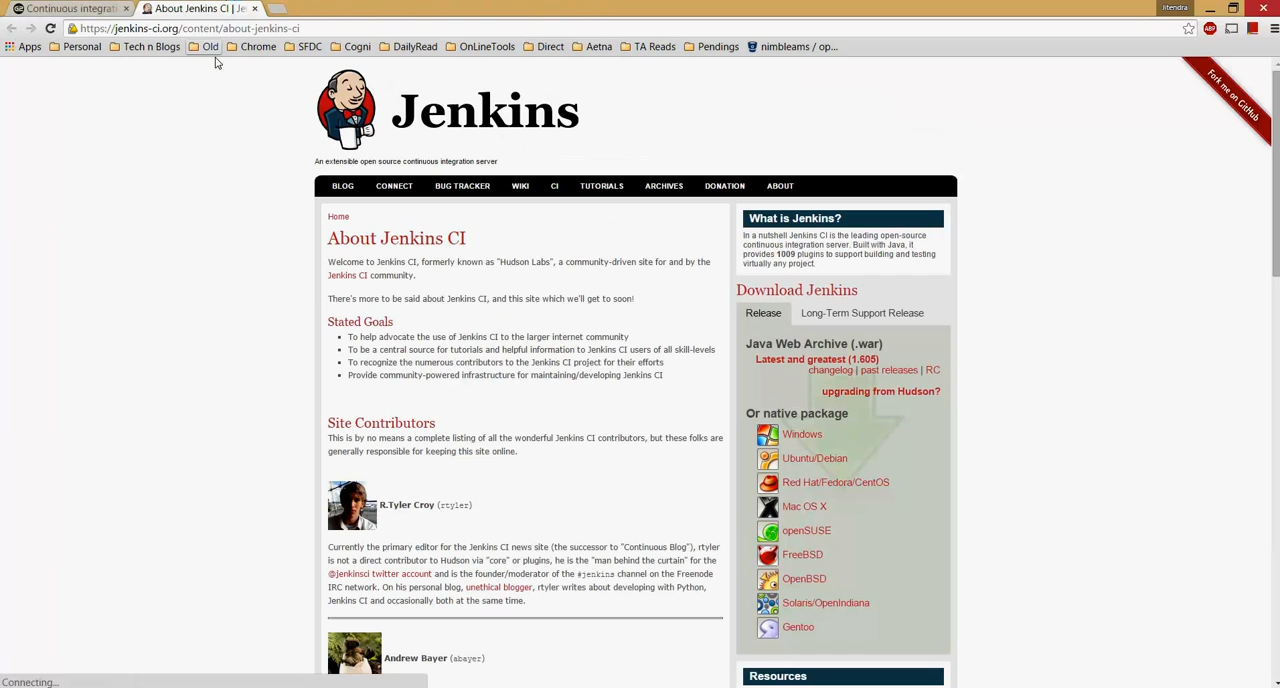 Continuous integrat
About Jenkins CI | Je
Jitendra
https://jenkins-ci.org/content/about-jenkins-ci
Apps Personal Tech n Blogs Old Chrome SFDC Cogni DailyRead OnLineTools Direct Aetna TA Reads Pendings nimbleams / op...
Fork me on GitHub
Jenkins
An extensible open source continuous integration server
BLOG CONNECT BUG TRACKER WIKI CI TUTORIALS ARCHIVES DONATION ABOUT
Home
About Jenkins CI
Welcome to Jenkins CI, formerly known as "Hudson Labs", a community-driven site for and by the
Jenkins CI community.
There's more to be said about Jenkins CI, and this site which we'll get to soon!
Stated Goals
• To help advocate the use of Jenkins CI to the larger internet community
• To be a central source for tutorials and helpful information to Jenkins CI users of all skill-levels
• To recognize the numerous contributors to the Jenkins CI project for their efforts
• Provide community-powered infrastructure for maintaining/developing Jenkins CI
Site Contributors
This is by no means a complete listing of all the wonderful Jenkins CI contributors, but these folks are
generally responsible for keeping this site online.
R.Tyler Croy (rtyler)
Currently the primary editor for the Jenkins CI news site (the successor to "Continuous Blog"), rtyler
is not a direct contributor to Hudson via "core" or plugins, he is the "man behind the curtain" for the
@jenkinsci twitter account and is the founder/moderator of the #jenkins channel on the Freenode
IRC network. On his personal blog, unethical blogger, rtyler writes about developing with Python,
Jenkins CI and occasionally both at the same time.
Andrew Bayer (abayer)
What is Jenkins?
In a nutshell Jenkins CI is the leading open-source
continuous integration server. Built with Java, it
provides 1009 plugins to support building and testing
virtually any project.
Download Jenkins
Release Long-Term Support Release
Java Web Archive (.war)
Latest and greatest (1.605)
changelog | past releases | RC
upgrading from Hudson?
Or native package
Windows
Ubuntu/Debian
Red Hat/Fedora/CentOS
Mac OS X
openSUSE
FreeBSD
OpenBSD
Solaris/OpenIndiana
Gentoo
Resources
Connecting...
ABP